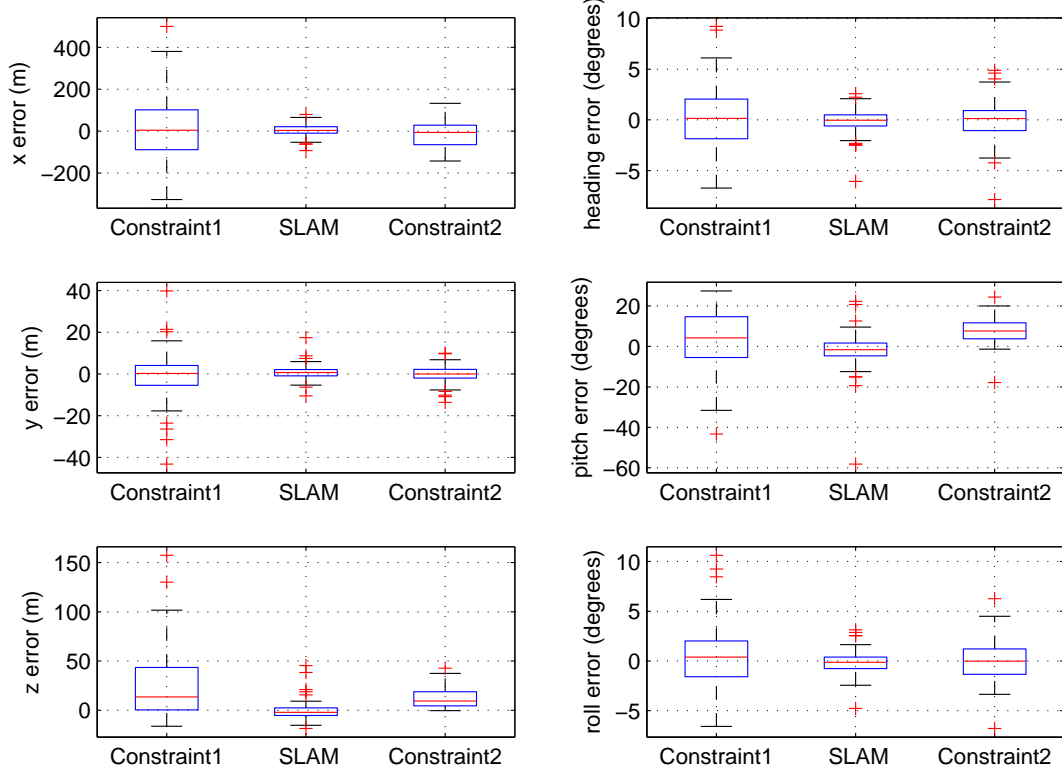 x error (m)
400
200
0
−200
Constraint1 SLAM Constraint2
heading error (degrees)
10
5
0
−5
Constraint1 SLAM Constraint2
y error (m)
40
20
0
−20
−40
Constraint1 SLAM Constraint2
pitch error (degrees)
20
0
−20
−40
−60
Constraint1 SLAM Constraint2
z error (m)
150
100
50
0
Constraint1 SLAM Constraint2
roll error (degrees)
10
5
0
−5
Constraint1 SLAM Constraint2